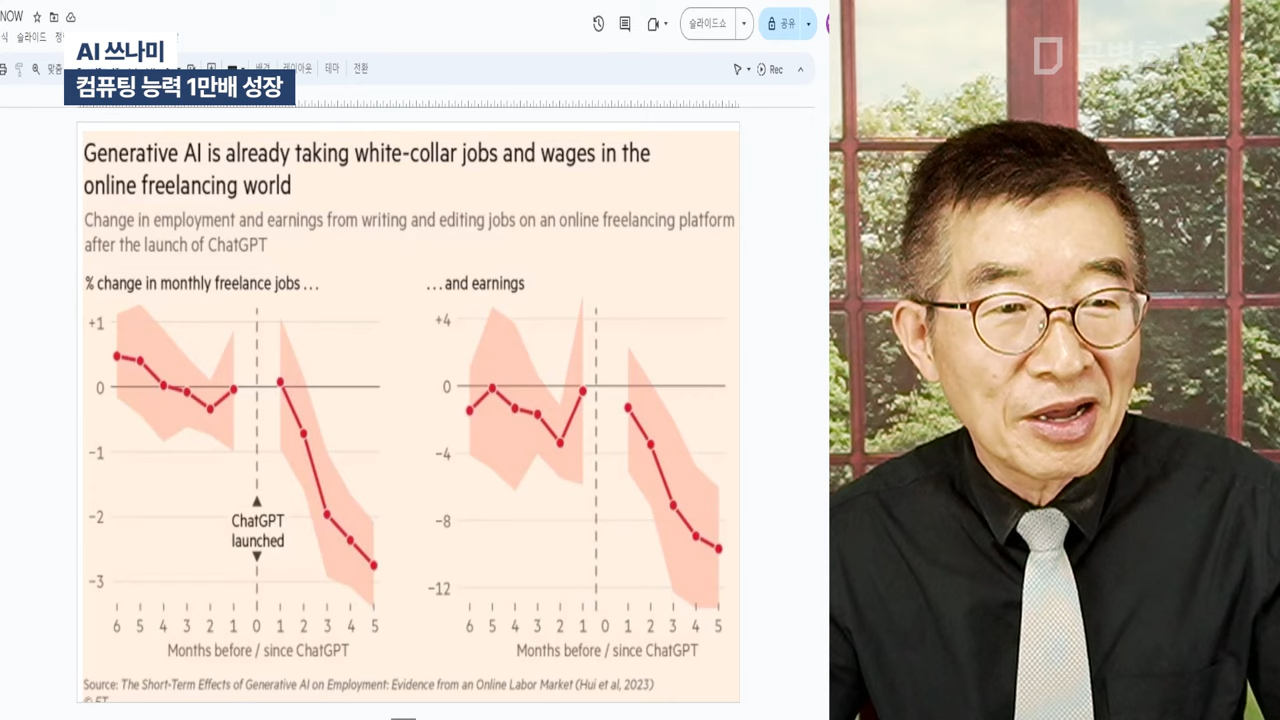 NOW
슬라이드쇼
공유
식 슬라이드
AI 쓰나미
컴퓨팅 능력 1만배 성장
테마 전환
Rec
Generative AI is already taking white-collar jobs and wages in the
online freelancing world
Change in employment and earnings from writing and editing jobs on an online freelancing platform
after the launch of ChatGPT
% change in monthly freelance jobs ...
+1
0
−1
−2
−3
ChatGPT
launched
6 5 4 3 2 1 0 1 2 3 4 5
Months before / since ChatGPT
... and earnings
+4
0
−4
−8
−12
6 5 4 3 2 1 0 1 2 3 4 5
Months before / since ChatGPT
Source: The Short-Term Effects of Generative AI on Employment: Evidence from an Online Labor Market (Hui et al, 2023)
© FT